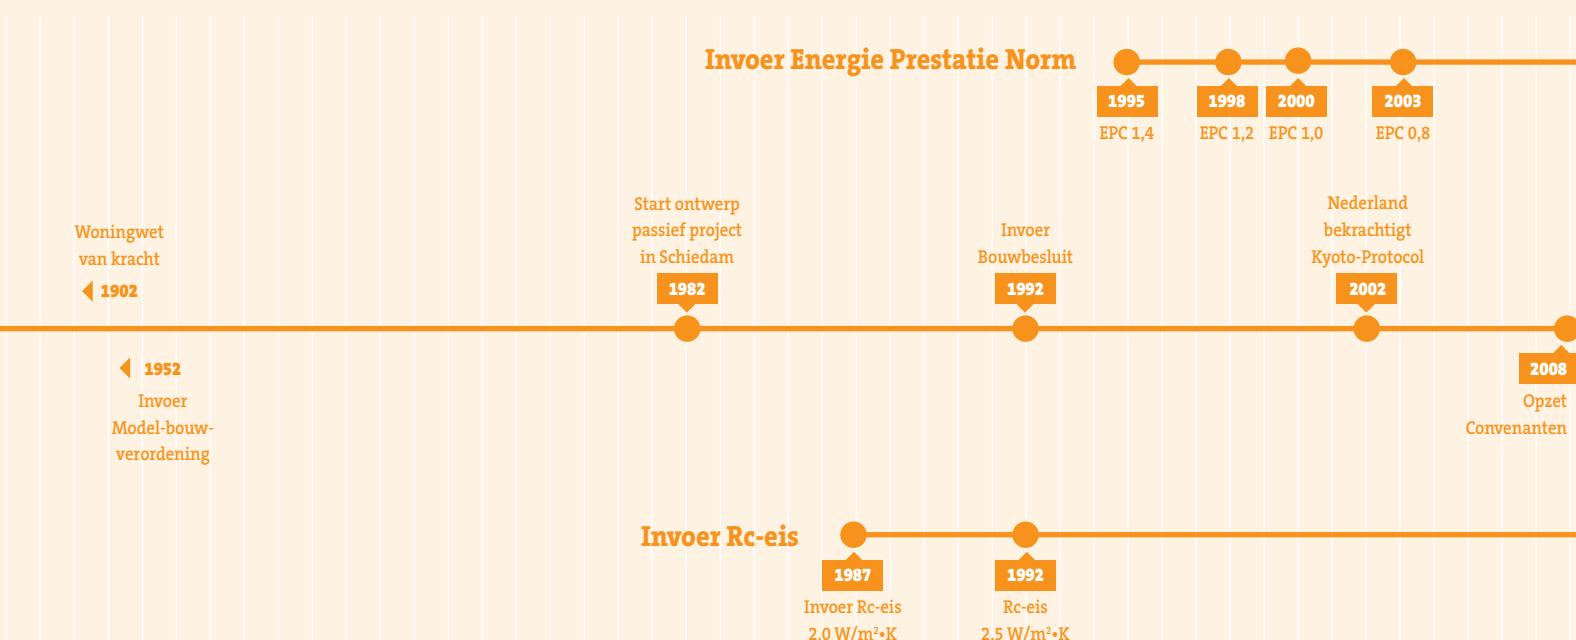 Invoer Energie Prestatie Norm
1995
EPC 1,4
1998
EPC 1,2
2000
EPC 1,0
2003
EPC 0,8
Woningwet
van kracht
1902
Start ontwerp
passief project
in Schiedam
1982
Invoer
Bouwbesluit
1992
Nederland
bekrachtigt
Kyoto-Protocol
2002
1952
Invoer
Model-bouw-
verordening
2008
Opzet
Convenanten
Invoer Rc-eis
1987
Invoer Rc-eis
2.0 W/m²•K
1992
Rc-eis
2.5 W/m²•K